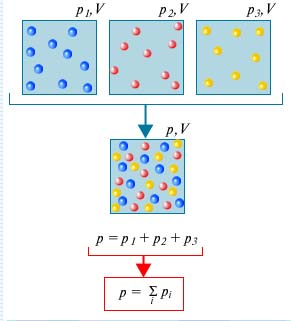 p₁,V p₂,V p₃,V
p,V
p = p₁ + p₂ + p₃
p = Σᵢ pᵢ